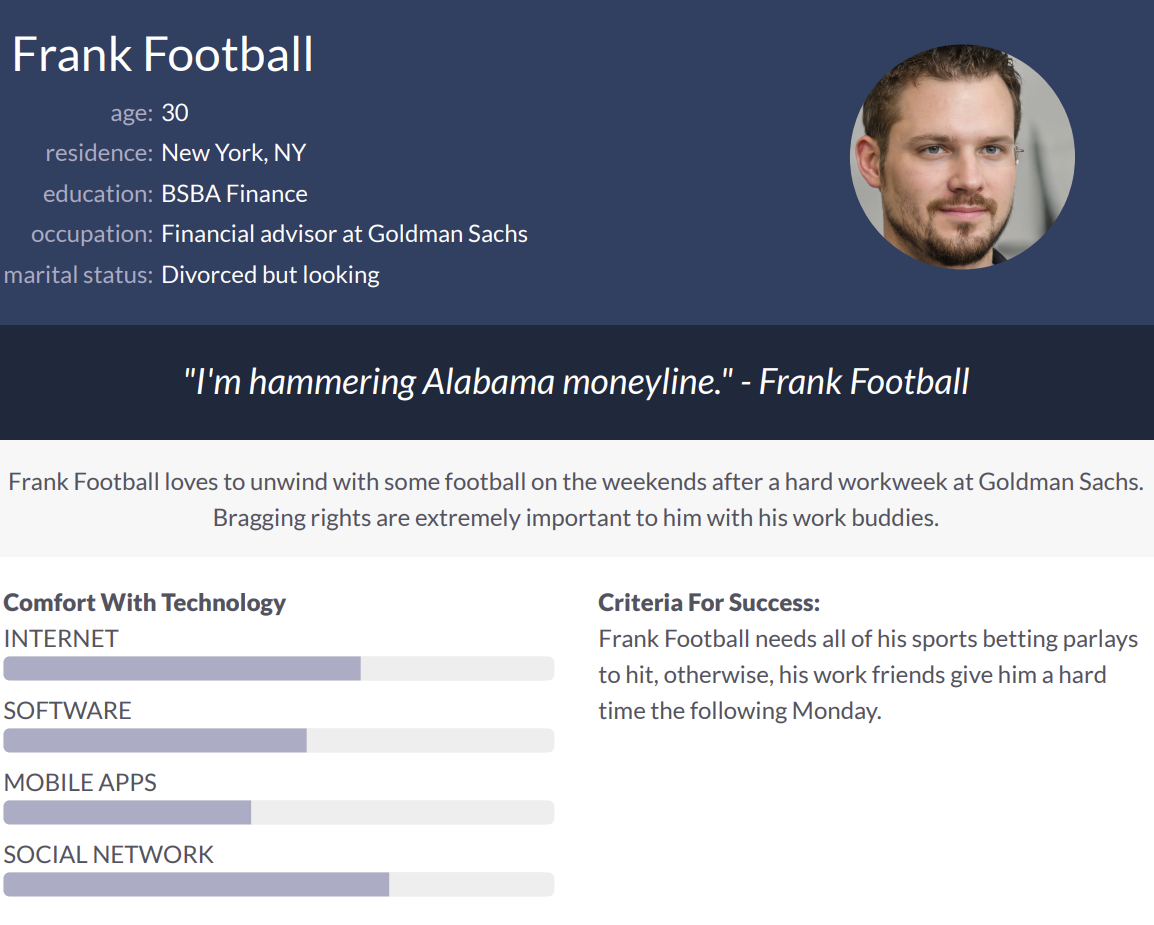 Frank Football
age: 30
residence: New York, NY
education: BSBA Finance
occupation: Financial advisor at Goldman Sachs
marital status: Divorced but looking
"I'm hammering Alabama moneyline." - Frank Football
Frank Football loves to unwind with some football on the weekends after a hard workweek at Goldman Sachs.
Bragging rights are extremely important to him with his work buddies.
Comfort With Technology
INTERNET
SOFTWARE
MOBILE APPS
SOCIAL NETWORK
Criteria For Success:
Frank Football needs all of his sports betting parlays
to hit, otherwise, his work friends give him a hard
time the following Monday.